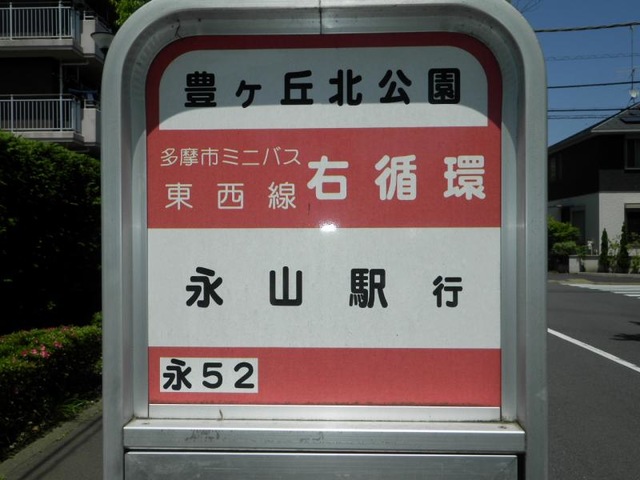 豊ヶ丘北公園
多摩市ミニバス
東西線 右循環
永山駅 行
永52